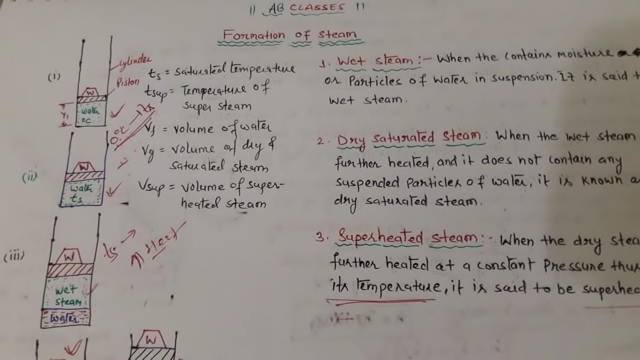 || AB CLASSES ||
Formation of steam
(i)
cylinder
Piston
W
water
0°C
ts = saturated temperature
tsup = Temperature of
super steam
Vf = volume of water
Vg = volume of dry &
saturated steam
Vsup = volume of super-
heated steam
(ii)
W
water
ts
(iii)
W
wet
steam
water
W
1. Wet steam :- When the contains moisture
or Particles of water in suspension. It is said
wet steam.
2. Dry saturated steam. When the wet steam
further heated, and it does not contain any
suspended particles of water, it is known
dry saturated steam.
3. Superheated steam :- When the dry
further heated at a constant Pressure thus
its temperature, it is said to be